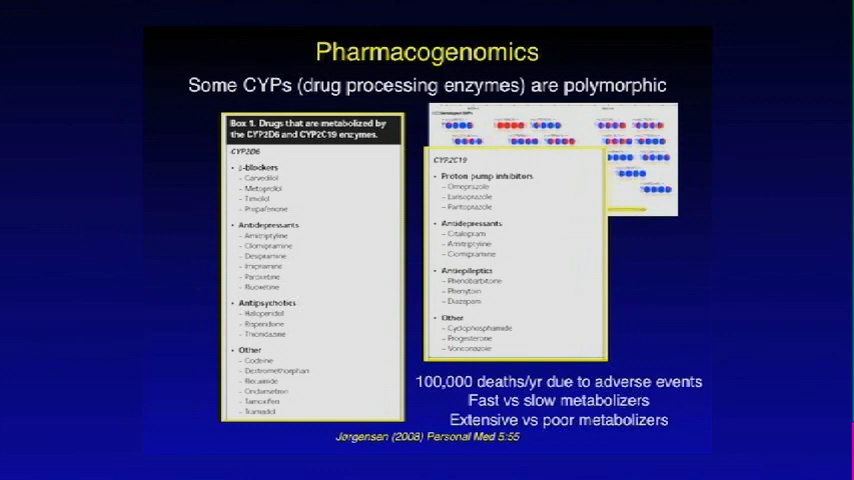 Pharmacogenomics
Some CYPs (drug processing enzymes) are polymorphic
Box 1. Drugs that are metabolized by
the CYP2D6 and CYP2C19 enzymes.
CYP2D6
• β-blockers
– Carvedilol
– Metoprolol
– Timolol
– Propafenone
• Antidepressants
– Amitriptyline
– Clomipramine
– Desipramine
– Imipramine
– Paroxetine
– Fluoxetine
• Antipsychotics
– Haloperidol
– Risperidone
– Thioridazine
• Other
– Codeine
– Dextromethorphan
– Flecainide
– Ondansetron
– Tamoxifen
– Tramadol
CYP2C19
• Proton pump inhibitors
– Omeprazole
– Lansoprazole
– Pantoprazole
• Antidepressants
– Citalopram
– Amitriptyline
– Clomipramine
• Antiepileptics
– Phenobarbitone
– Phenytoin
– Diazepam
• Other
– Cyclophosphamide
– Progesterone
– Voriconazole
100,000 deaths/yr due to adverse events
Fast vs slow metabolizers
Extensive vs poor metabolizers
Jørgensen (2008) Personal Med 5:55